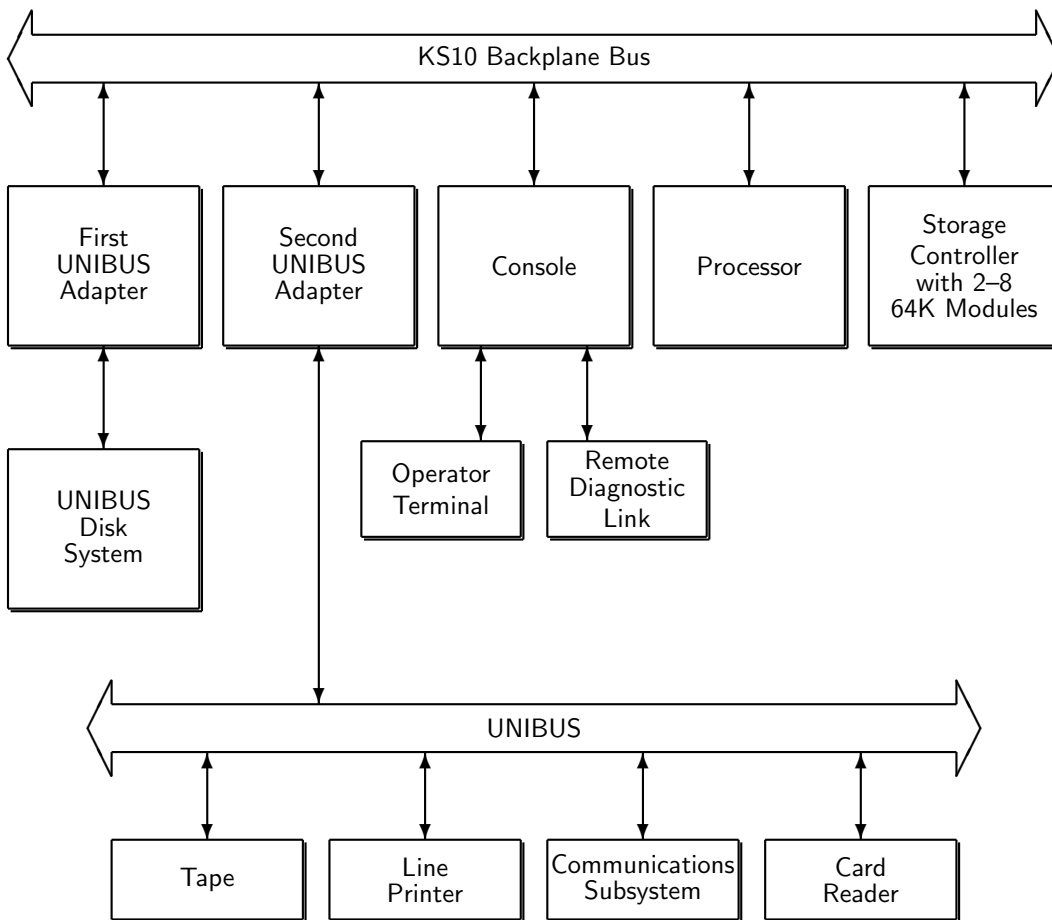 KS10 Backplane Bus
First
UNIBUS
Adapter
Second
UNIBUS
Adapter
Console
Processor
Storage
Controller
with 2–8
64K Modules
UNIBUS
Disk
System
Operator
Terminal
Remote
Diagnostic
Link
UNIBUS
Tape
Line
Printer
Communications
Subsystem
Card
Reader